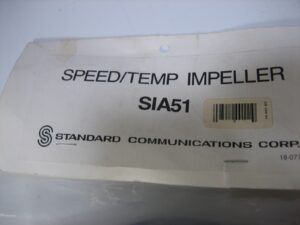 SPEED/TEMP IMPELLER
SIA51
STANDARD COMMUNICATIONS CORP.